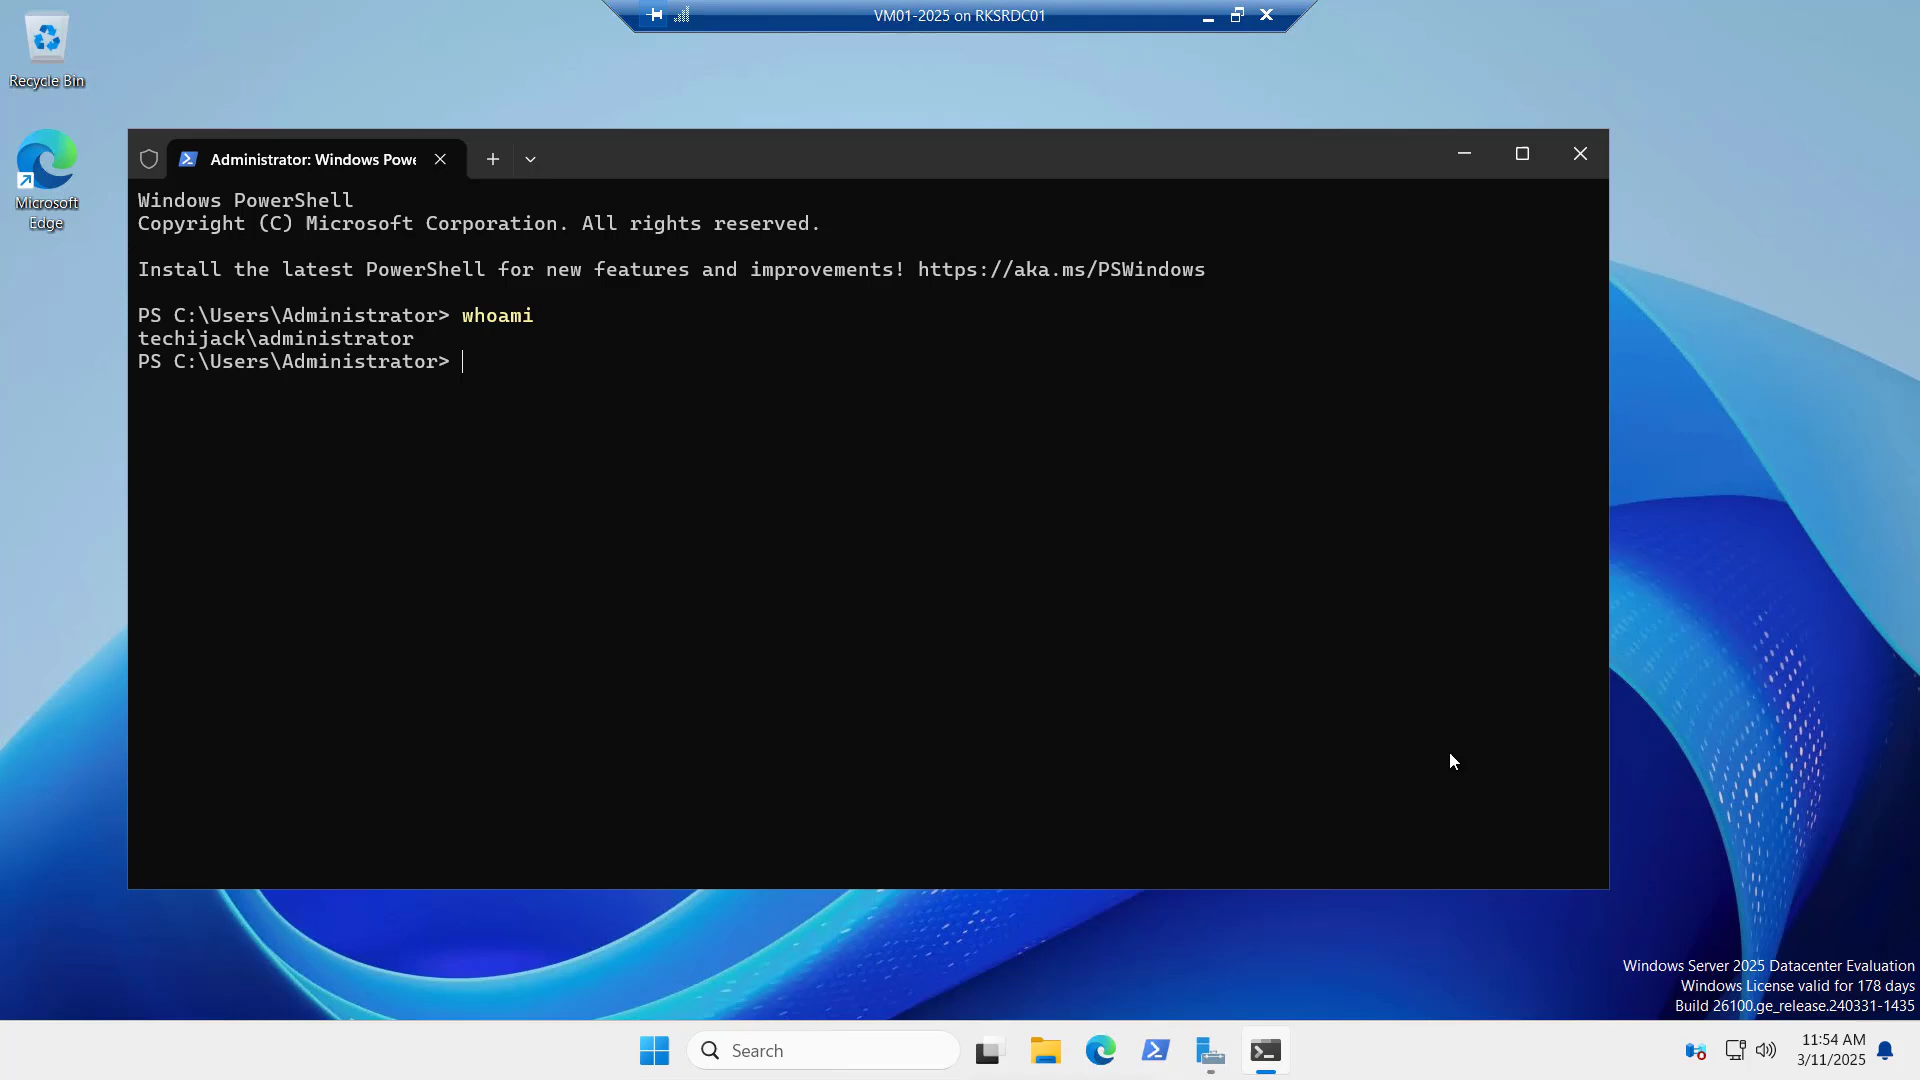 VM01-2025 on RKSRDC01
Recycle Bin
Microsoft
Edge
Administrator: Windows Powe
Windows PowerShell
Copyright (C) Microsoft Corporation. All rights reserved.
Install the latest PowerShell for new features and improvements! https://aka.ms/PSWindows
PS C:\Users\Administrator> whoami
techijack\administrator
PS C:\Users\Administrator>
Windows Server 2025 Datacenter Evaluation
Windows License valid for 178 days
Build 26100.ge_release.240331-1435
Search
11:54 AM
3/11/2025